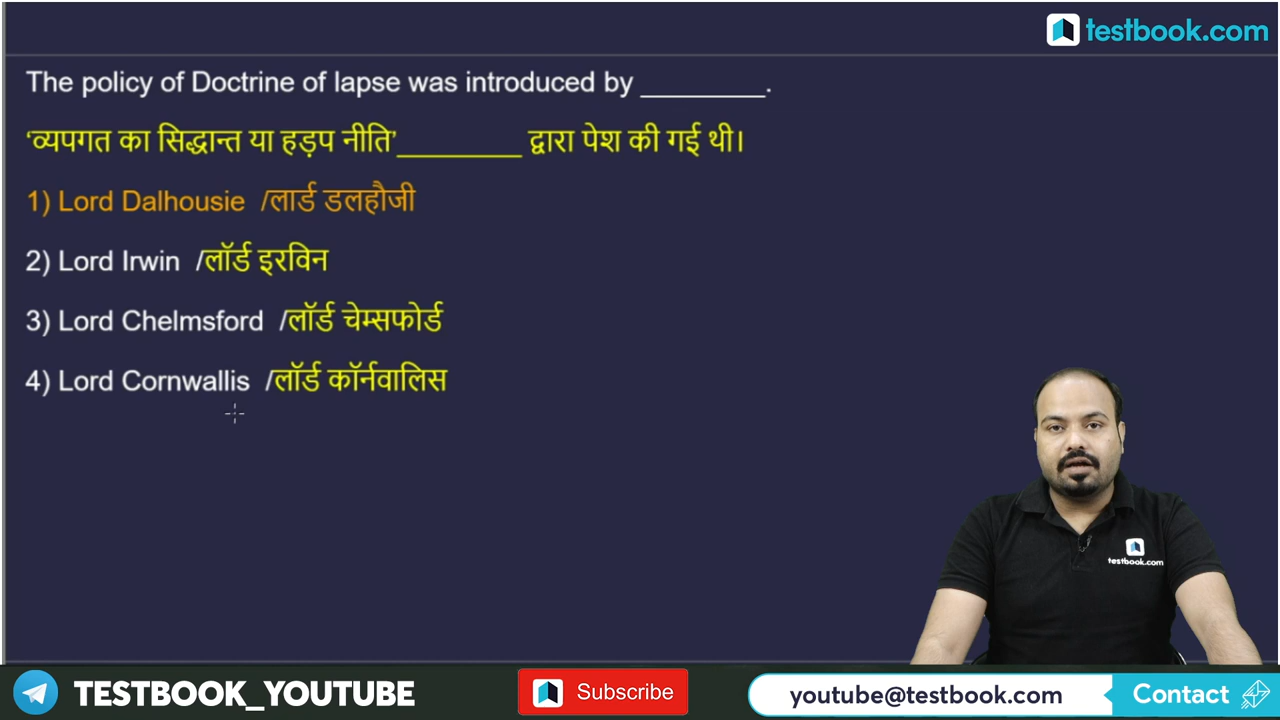 testbook.com
The policy of Doctrine of lapse was introduced by ________.
‘व्यपगत का सिद्धान्त या हड़प नीति’________ द्वारा पेश की गई थी।
1) Lord Dalhousie /लार्ड डलहौजी
2) Lord Irwin /लॉर्ड इरविन
3) Lord Chelmsford /लॉर्ड चेम्सफोर्ड
4) Lord Cornwallis /लॉर्ड कॉर्नवालिस
testbook.com
TESTBOOK_YOUTUBE
Subscribe
youtube@testbook.com
Contact